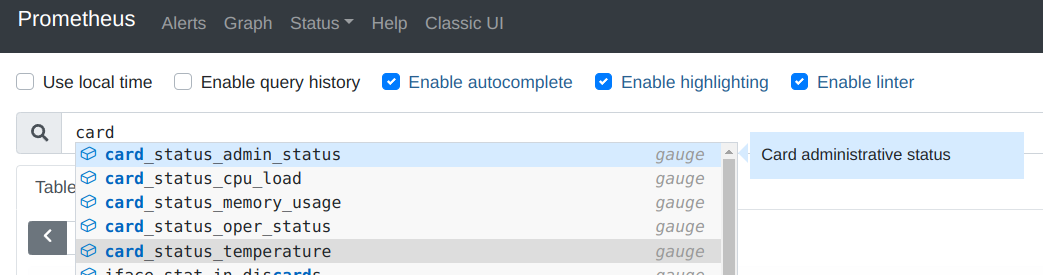 Prometheus Alerts Graph Status Help Classic UI
Use local time Enable query history Enable autocomplete Enable highlighting Enable linter
card
card_status_admin_status gauge Card administrative status
card_status_cpu_load gauge
card_status_memory_usage gauge
Table
card_status_oper_status gauge
card_status_temperature gauge
iface_stat_in_discards gauge